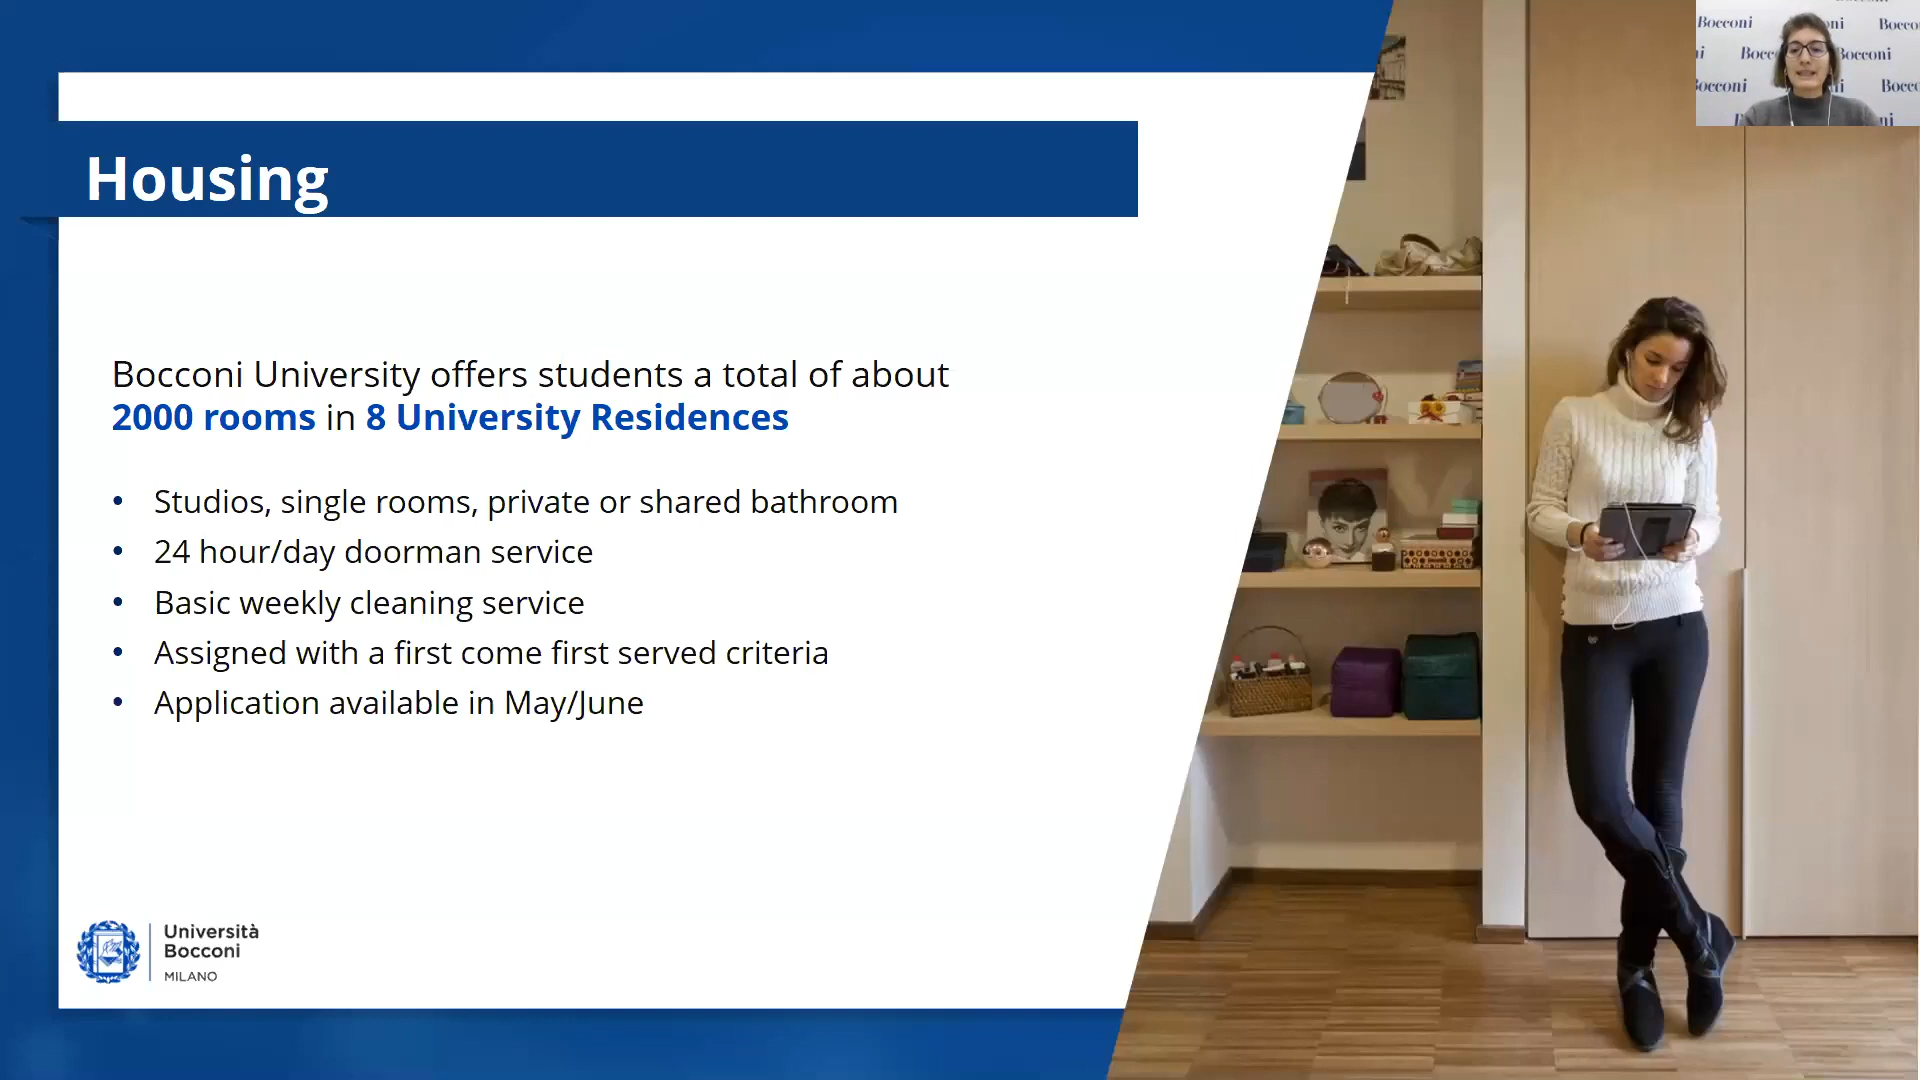 Housing
Bocconi University offers students a total of about
2000 rooms in 8 University Residences
• Studios, single rooms, private or shared bathroom
• 24 hour/day doorman service
• Basic weekly cleaning service
• Assigned with a first come first served criteria
• Application available in May/June
Università
Bocconi
MILANO
Bocconi
Bocconi
Bocconi